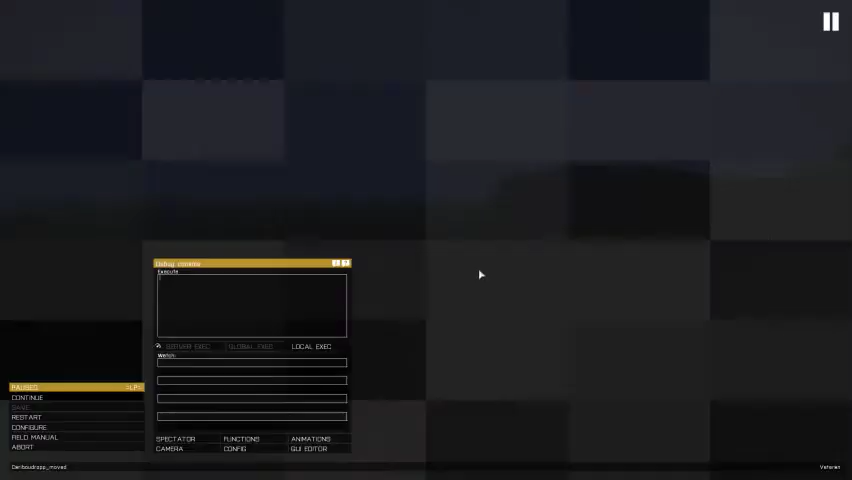 Debug console
Execute
SERVER EXEC GLOBAL EXEC LOCAL EXEC
Watch
SPECTATOR FUNCTIONS ANIMATIONS
CAMERA CONFIG GUI EDITOR
PAUSED
CONTINUE
SAVE
RESTART
CONFIGURE
FIELD MANUAL
ABORT
Veteran